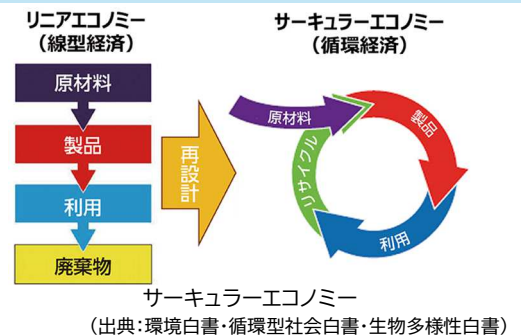 リニアエコノミー
(線型経済)
原材料
製品
利用
廃棄物
再設計
サーキュラーエコノミー
(循環経済)
原材料
製品
利用
リサイクル
サーキュラーエコノミー
(出典:環境白書・循環型社会白書・生物多様性白書)